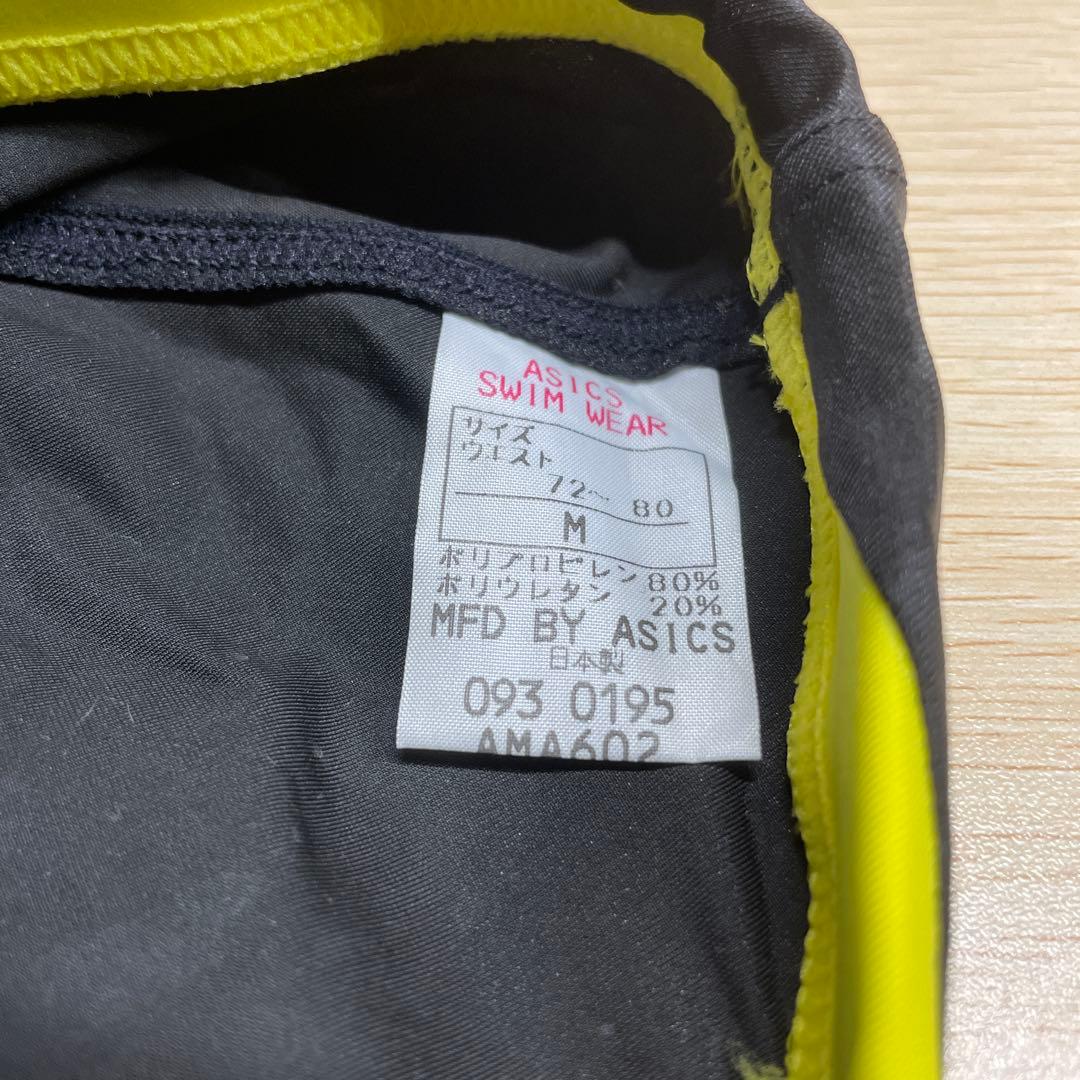 ASICS
SWIM WEAR
サイズ
ウエスト
72～ 80
M
ポリプロピレン 80%
ポリウレタン 20%
MFD BY ASICS
日本製
093 0195
AMA602